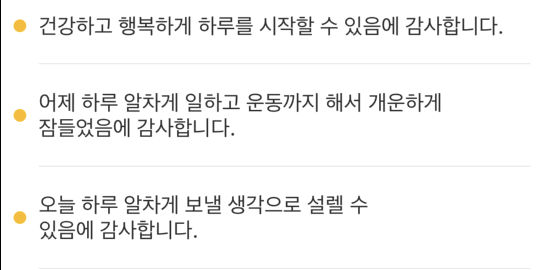 건강하고 행복하게 하루를 시작할 수 있음에 감사합니다.
어제 하루 알차게 일하고 운동까지 해서 개운하게
잠들었음에 감사합니다.
오늘 하루 알차게 보낼 생각으로 설렐 수
있음에 감사합니다.